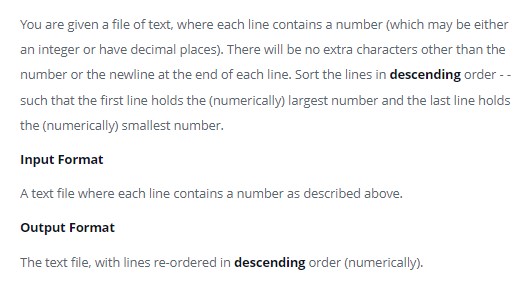 You are given a file of text, where each line contains a number (which may be either
an integer or have decimal places). There will be no extra characters other than the
number or the newline at the end of each line. Sort the lines in descending order - -
such that the first line holds the (numerically) largest number and the last line holds
the (numerically) smallest number.
Input Format
A text file where each line contains a number as described above.
Output Format
The text file, with lines re-ordered in descending order (numerically).